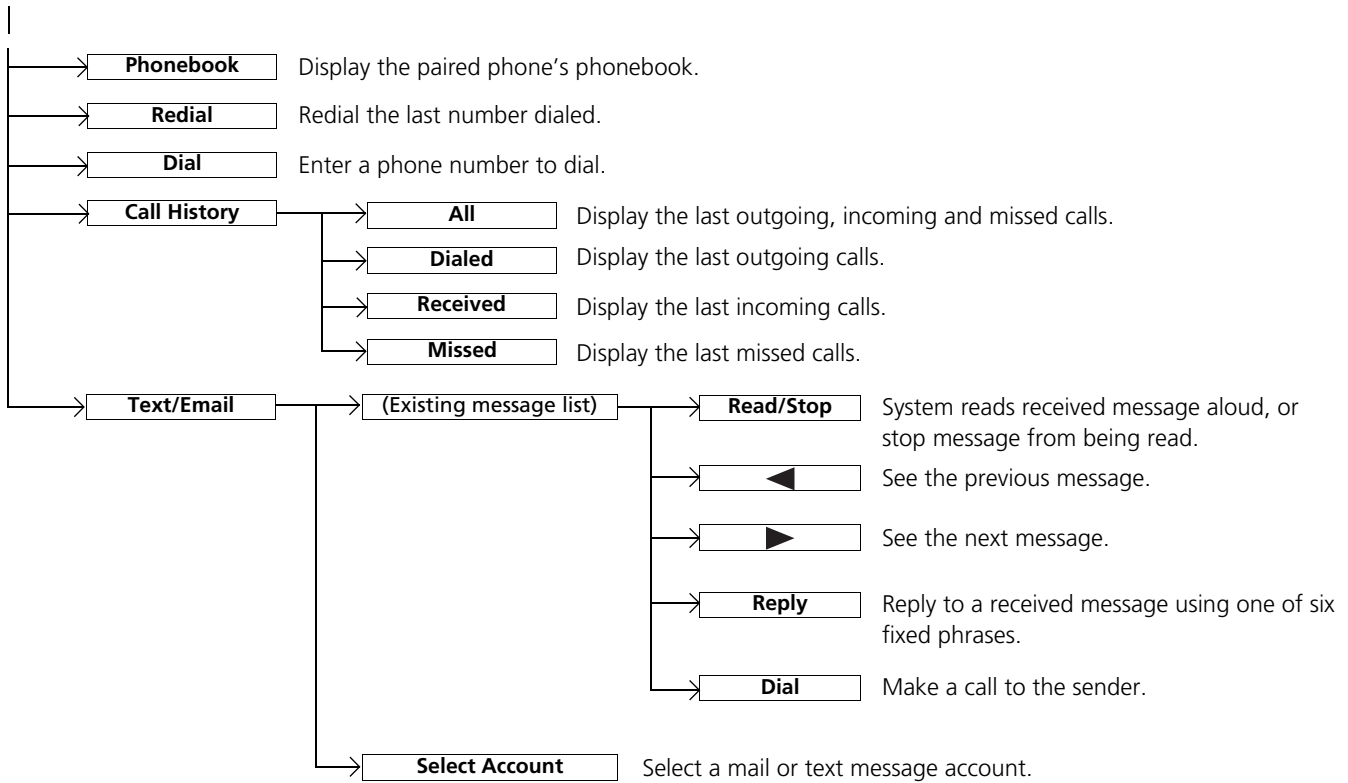 Phonebook Display the paired phone's phonebook.
Redial Redial the last number dialed.
Dial Enter a phone number to dial.
Call History All Display the last outgoing, incoming and missed calls.
Dialed Display the last outgoing calls.
Received Display the last incoming calls.
Missed Display the last missed calls.
Text/Email (Existing message list) Read/Stop System reads received message aloud, or
stop message from being read.
◀ See the previous message.
▶ See the next message.
Reply Reply to a received message using one of six
fixed phrases.
Dial Make a call to the sender.
Select Account Select a mail or text message account.